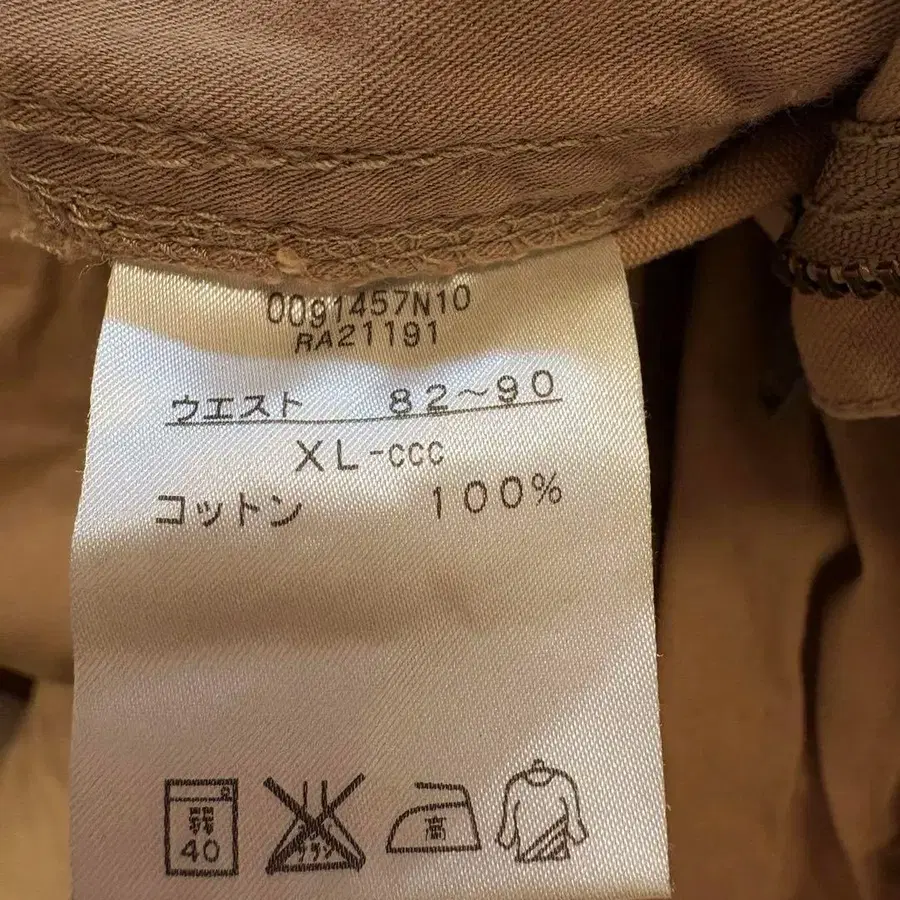 0091457N10
RA21191
ウエスト 82～90
XL-ccc
コットン 100%
弱 40
高